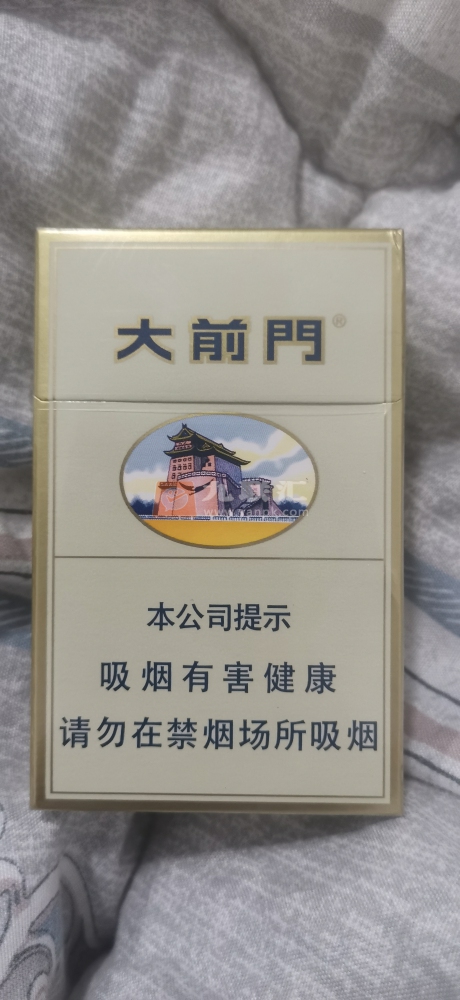 大前門®
本公司提示
吸烟有害健康
请勿在禁烟场所吸烟